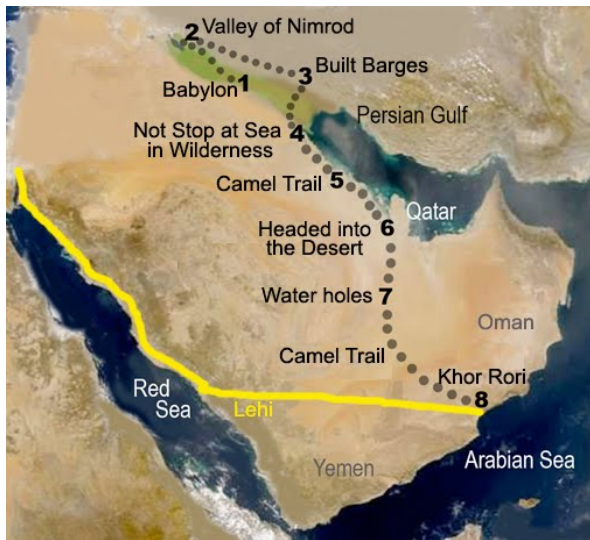 2 Valley of Nimrod
3 Built Barges
Babylon 1
Persian Gulf
Not Stop at Sea 4
in Wilderness
Camel Trail 5
Qatar
Headed into 6
the Desert
Water holes 7
Oman
Camel Trail
Khor Rori
8
Red
Sea
Lehi
Yemen
Arabian Sea